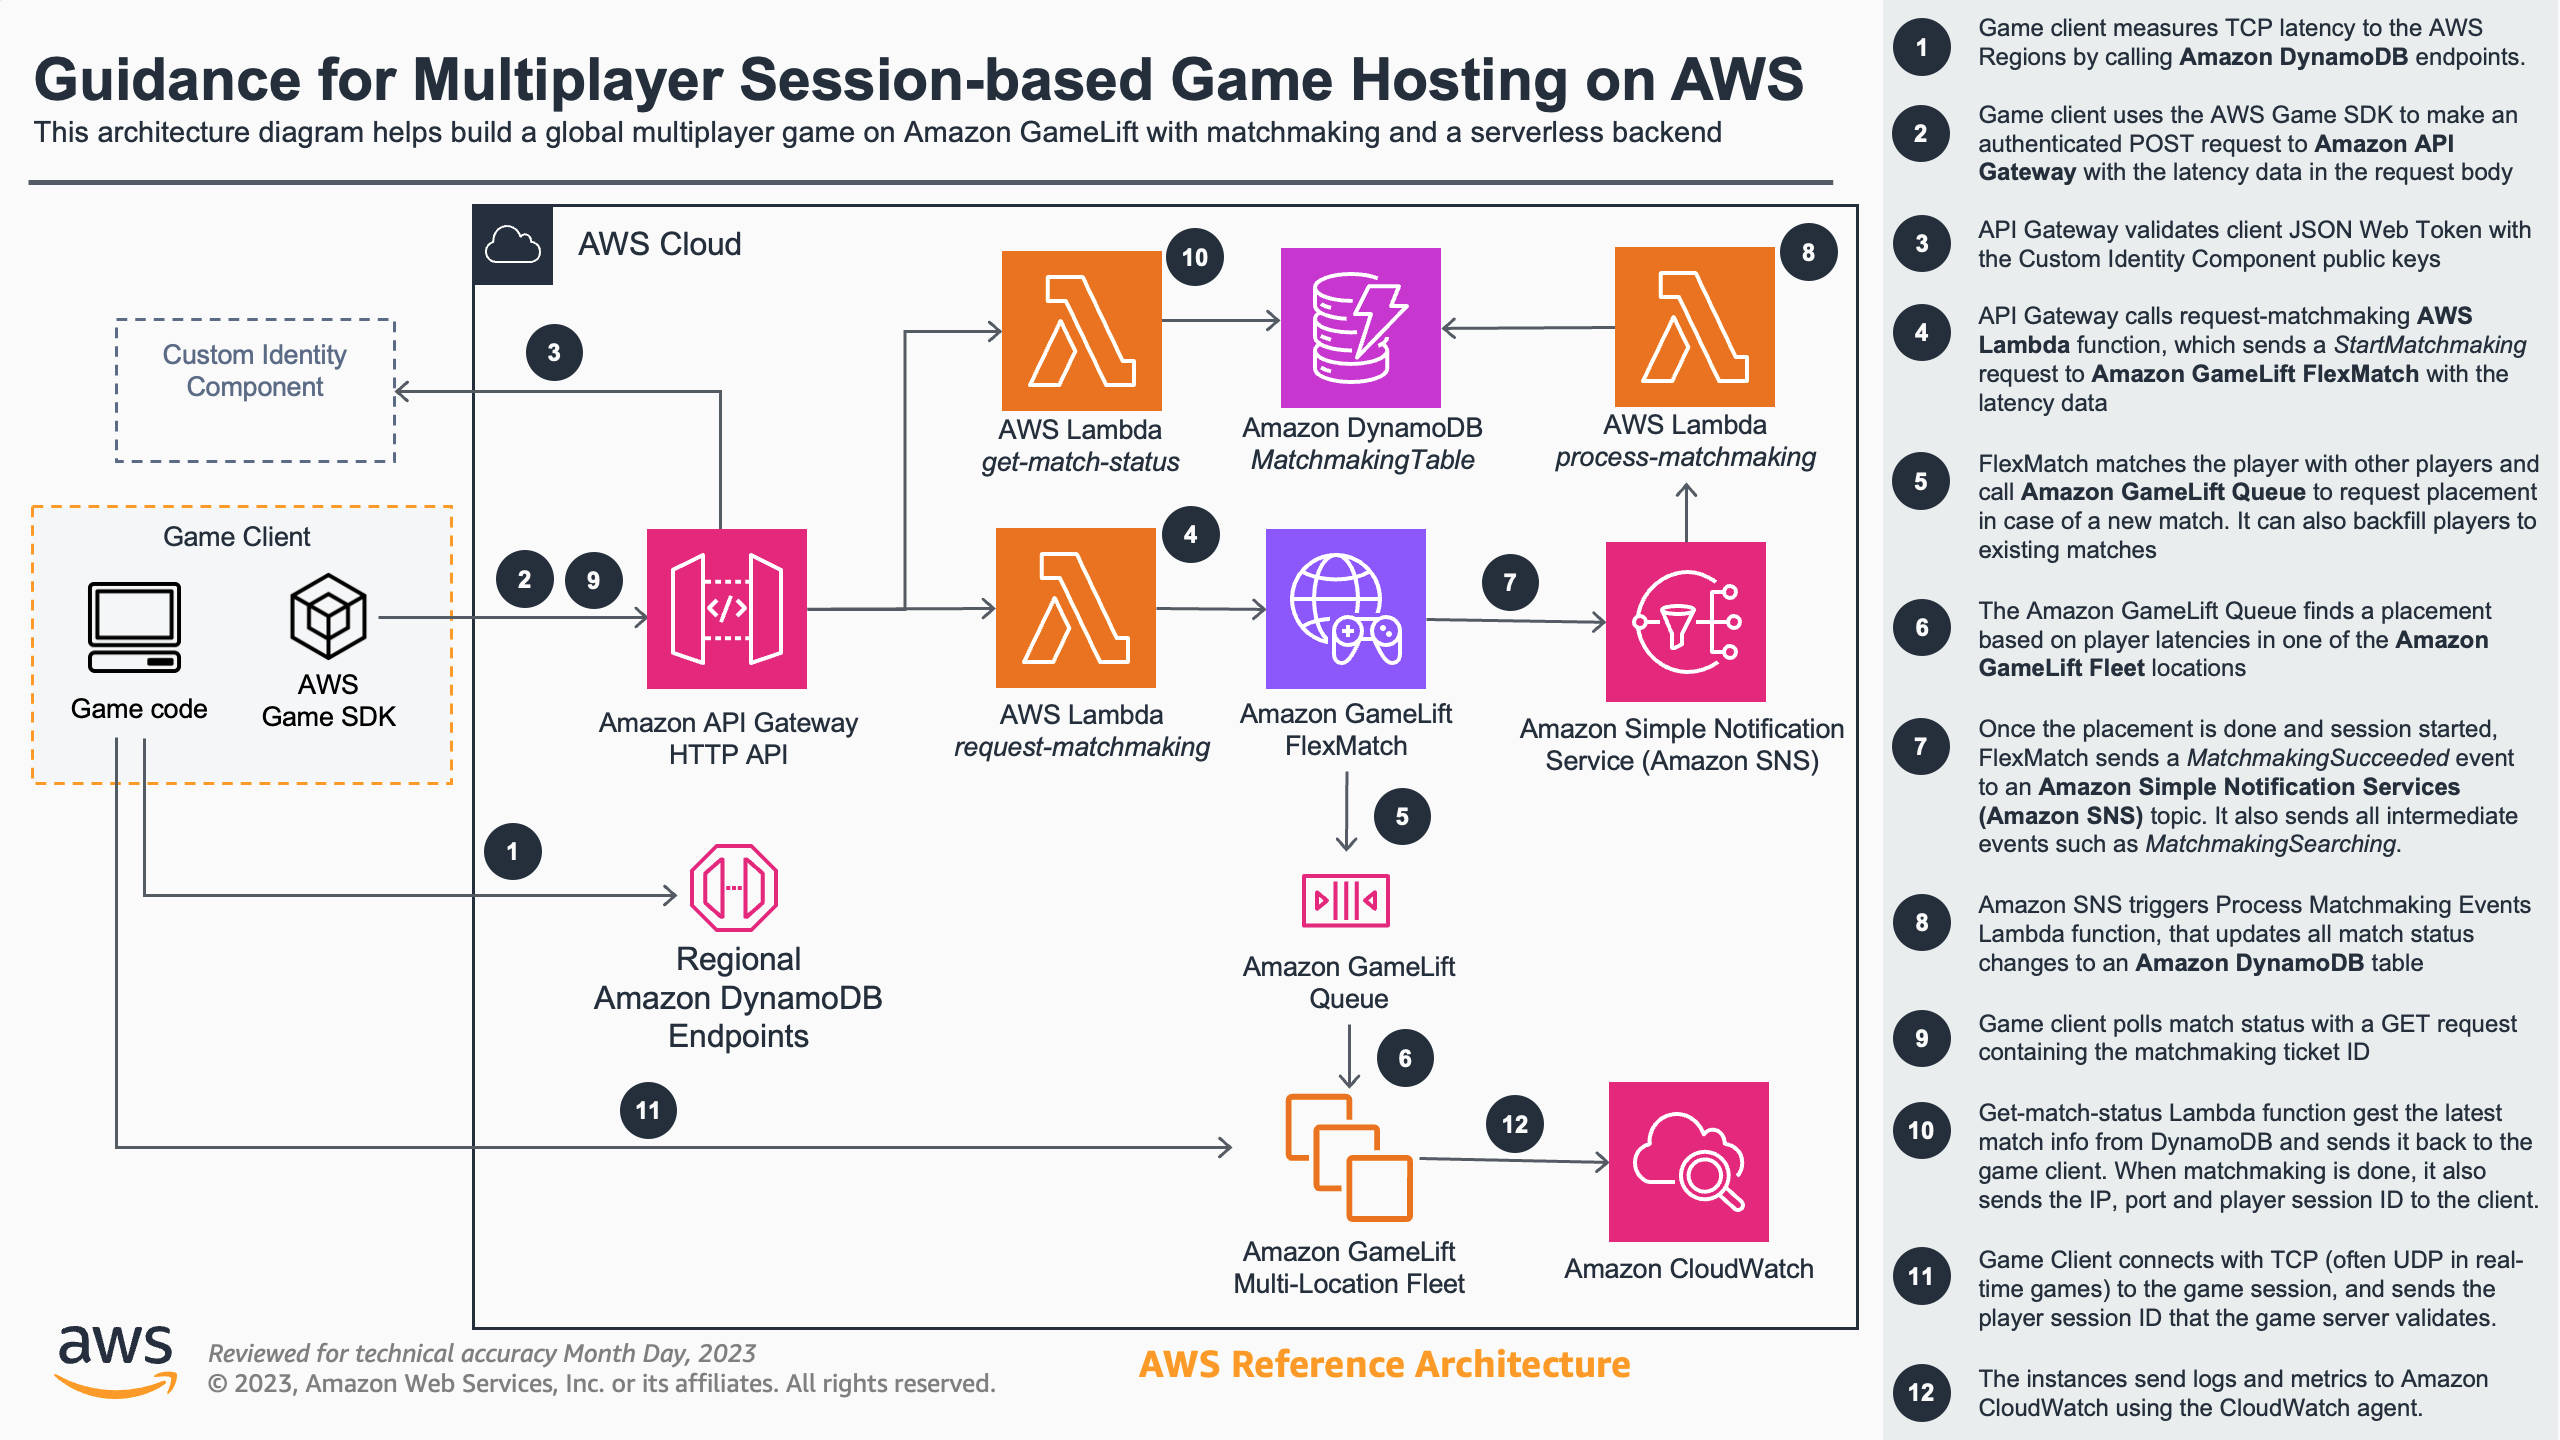 Guidance for Multiplayer Session-based Game Hosting on AWS
This architecture diagram helps build a global multiplayer game on Amazon GameLift with matchmaking and a serverless backend
AWS Cloud
Custom Identity
Component
3
10
8
AWS Lambda
get-match-status
Amazon DynamoDB
MatchmakingTable
AWS Lambda
process-matchmaking
Game Client
Game code
AWS
Game SDK
2
9
</>
Amazon API Gateway
HTTP API
4
AWS Lambda
request-matchmaking
Amazon GameLift
FlexMatch
7
Amazon Simple Notification
Service (Amazon SNS)
5
1
Regional
Amazon DynamoDB
Endpoints
Amazon GameLift
Queue
6
11
12
Amazon GameLift
Multi-Location Fleet
Amazon CloudWatch
aws
Reviewed for technical accuracy Month Day, 2023
© 2023, Amazon Web Services, Inc. or its affiliates. All rights reserved.
AWS Reference Architecture
1
Game client measures TCP latency to the AWS
Regions by calling Amazon DynamoDB endpoints.
2
Game client uses the AWS Game SDK to make an
authenticated POST request to Amazon API
Gateway with the latency data in the request body
3
API Gateway validates client JSON Web Token with
the Custom Identity Component public keys
4
API Gateway calls request-matchmaking AWS
Lambda function, which sends a StartMatchmaking
request to Amazon GameLift FlexMatch with the
latency data
5
FlexMatch matches the player with other players and
call Amazon GameLift Queue to request placement
in case of a new match. It can also backfill players to
existing matches
6
The Amazon GameLift Queue finds a placement
based on player latencies in one of the Amazon
GameLift Fleet locations
7
Once the placement is done and session started,
FlexMatch sends a MatchmakingSucceeded event
to an Amazon Simple Notification Services
(Amazon SNS) topic. It also sends all intermediate
events such as MatchmakingSearching.
8
Amazon SNS triggers Process Matchmaking Events
Lambda function, that updates all match status
changes to an Amazon DynamoDB table
9
Game client polls match status with a GET request
containing the matchmaking ticket ID
10
Get-match-status Lambda function gest the latest
match info from DynamoDB and sends it back to the
game client. When matchmaking is done, it also
sends the IP, port and player session ID to the client.
11
Game Client connects with TCP (often UDP in real-
time games) to the game session, and sends the
player session ID that the game server validates.
12
The instances send logs and metrics to Amazon
CloudWatch using the CloudWatch agent.